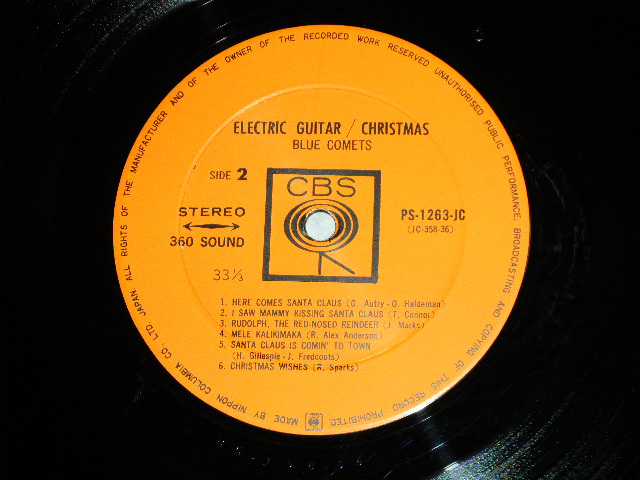 ALL RIGHTS OF THE MANUFACTURER AND OF THE OWNER OF THE RECORDED WORK RESERVED UNAUTHORISED PUBLIC PERFORMANCE, BROADCASTING AND COPYING OF THIS RECORD PROHIBITED.
MADE BY NIPPON COLUMBIA CO., LTD. JAPAN.
ELECTRIC GUITAR / CHRISTMAS
BLUE COMETS
SIDE 2
CBS
STEREO
360 SOUND
PS-1263-JC
(JC-358-36)
33⅓
1. HERE COMES SANTA CLAUS (G. Autry - O. Haldeman)
2. I SAW MAMMY KISSING SANTA CLAUS (T. Connor)
3. RUDOLPH, THE RED-NOSED REINDEER (J. Marks)
4. MELE KALIKIMAKA (R. Alex Anderson)
5. SANTA CLAUS IS COMIN' TO TOWN
(H. Gillespie - J. Fredcoots)
6. CHRISTMAS WISHES (R. Sparks)